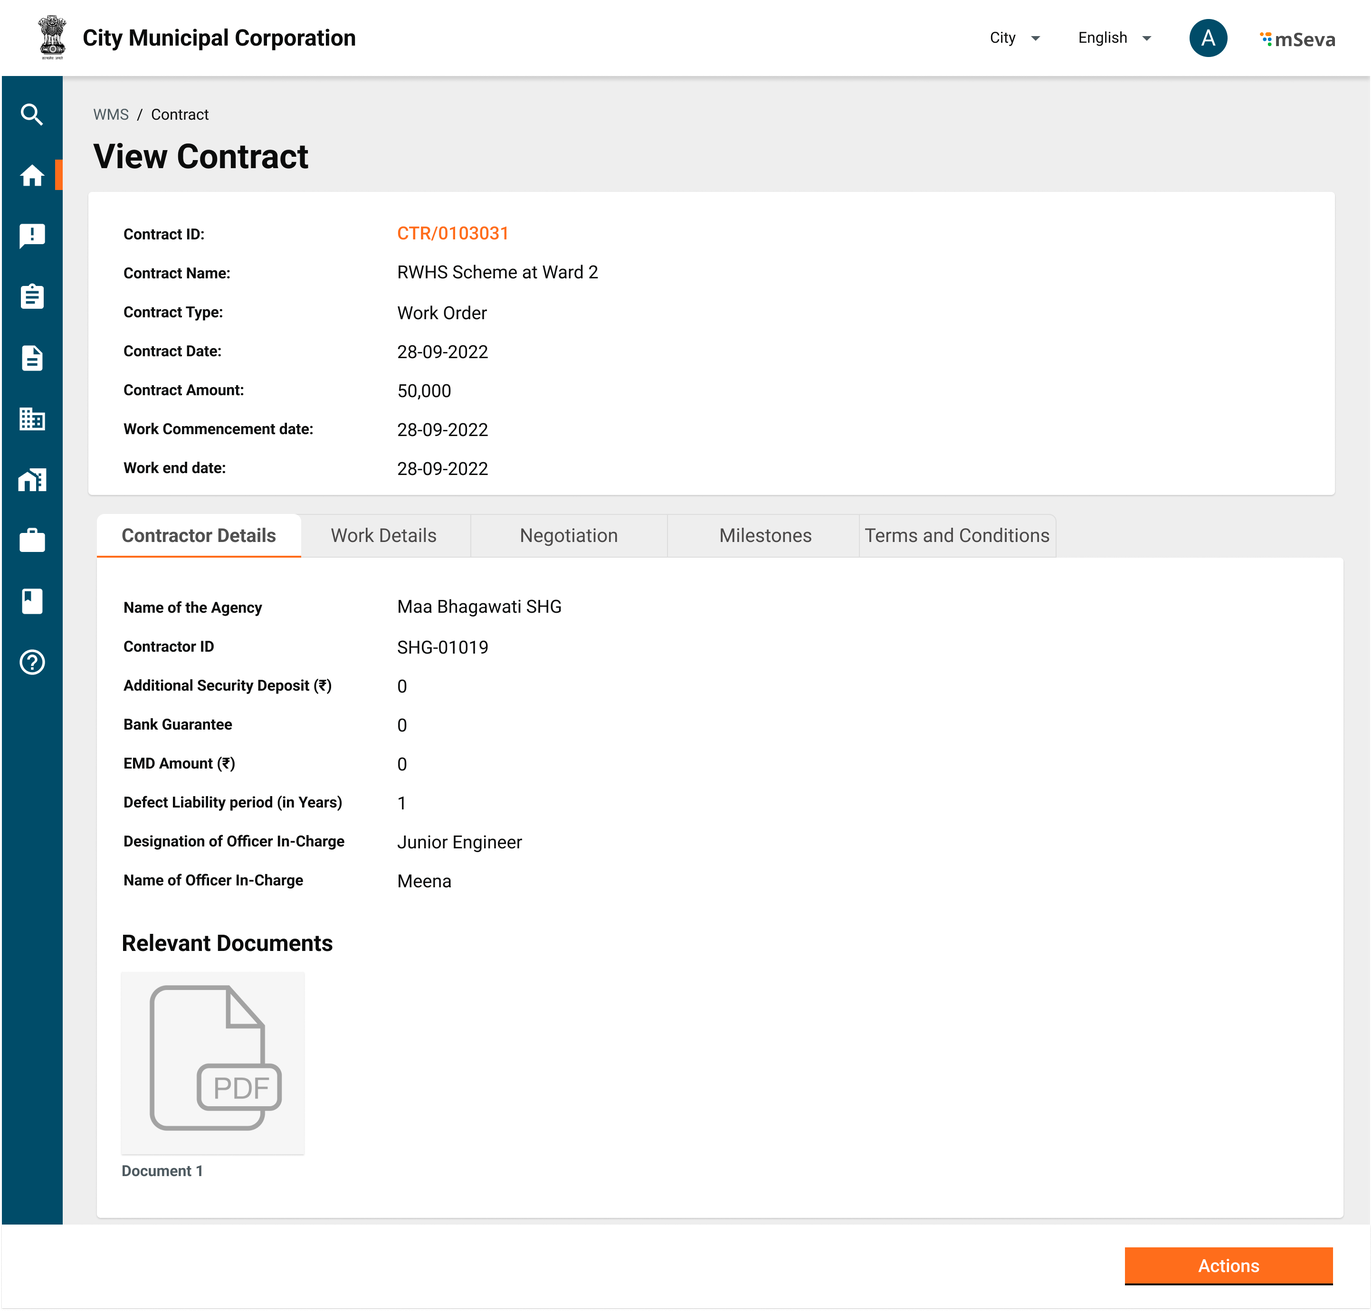 City Municipal Corporation
City
English
A
mSeva
WMS / Contract
View Contract
Contract ID: CTR/0103031
Contract Name: RWHS Scheme at Ward 2
Contract Type: Work Order
Contract Date: 28-09-2022
Contract Amount: 50,000
Work Commencement date: 28-09-2022
Work end date: 28-09-2022
Contractor Details Work Details Negotiation Milestones Terms and Conditions
Name of the Agency Maa Bhagawati SHG
Contractor ID SHG-01019
Additional Security Deposit (₹) 0
Bank Guarantee 0
EMD Amount (₹) 0
Defect Liability period (in Years) 1
Designation of Officer In-Charge Junior Engineer
Name of Officer In-Charge Meena
Relevant Documents
PDF
Document 1
Actions